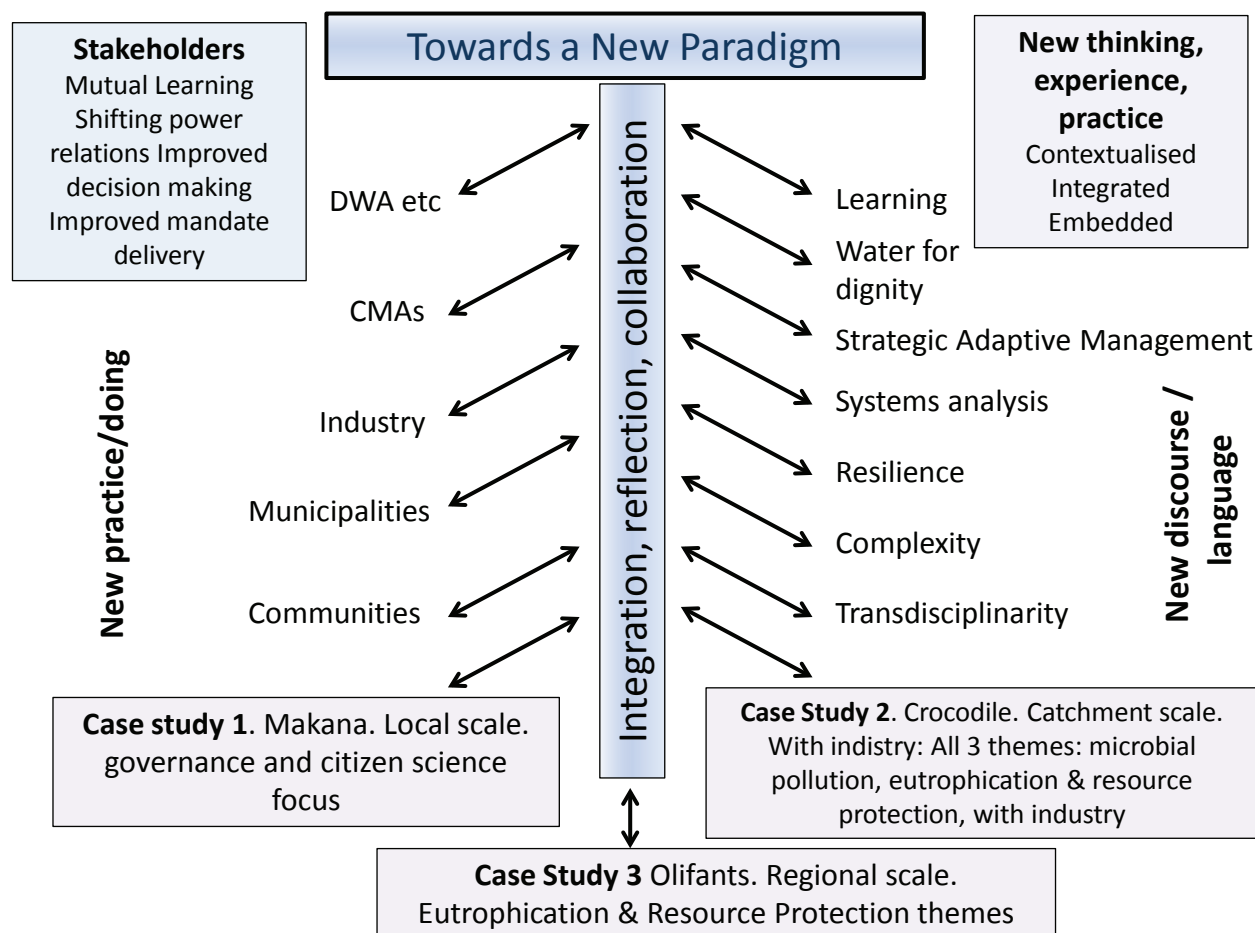 Towards a New Paradigm
Stakeholders
Mutual Learning
Shifting power
relations Improved
decision making
Improved mandate
delivery
New thinking,
experience,
practice
Contextualised
Integrated
Embedded
New practice/doing
DWA etc
CMAs
Industry
Municipalities
Communities
Integration, reflection, collaboration
Learning
Water for
dignity
Strategic Adaptive Management
Systems analysis
Resilience
Complexity
Transdisciplinarity
New discourse /
language
Case study 1. Makana. Local scale.
governance and citizen science
focus
Case Study 2. Crocodile. Catchment scale.
With indistry: All 3 themes: microbial
pollution, eutrophication & resource
protection, with industry
Case Study 3 Olifants. Regional scale.
Eutrophication & Resource Protection themes